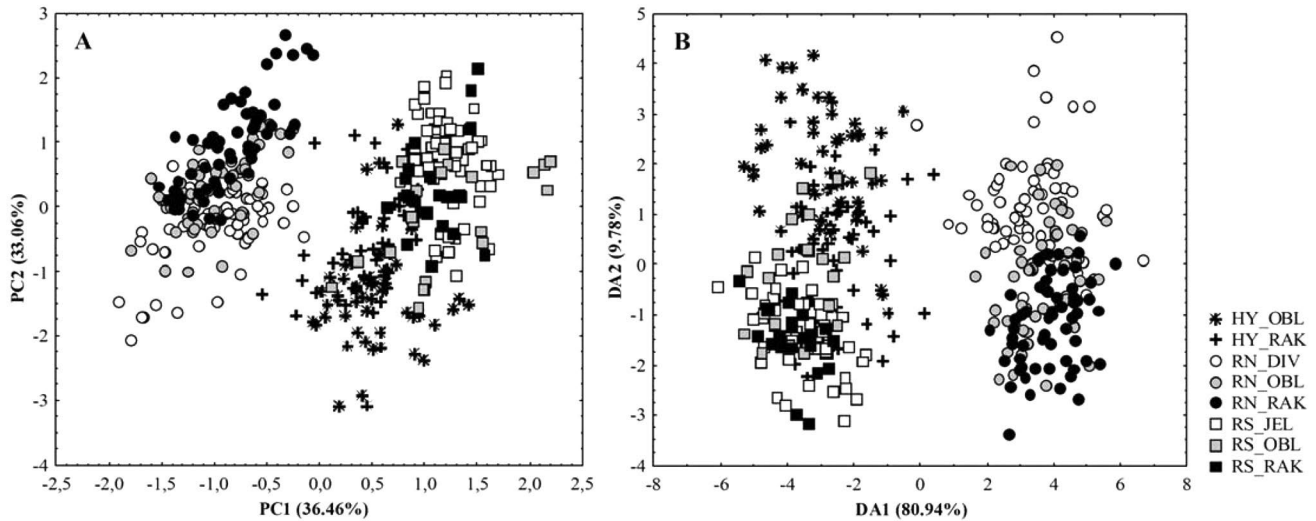 A
3
2
1
0
-1
-2
-3
-4
PC2 (33.06%)
-2,5 -2,0 -1,5 -1,0 -0,5 0,0 0,5 1,0 1,5 2,0 2,5
PC1 (36.46%)
B
5
4
3
2
1
0
-1
-2
-3
-4
DA2 (9.78%)
-8 -6 -4 -2 0 2 4 6 8
DA1 (80.94%)
HY_OBL
HY_RAK
RN_DIV
RN_OBL
RN_RAK
RS_JEL
RS_OBL
RS_RAK